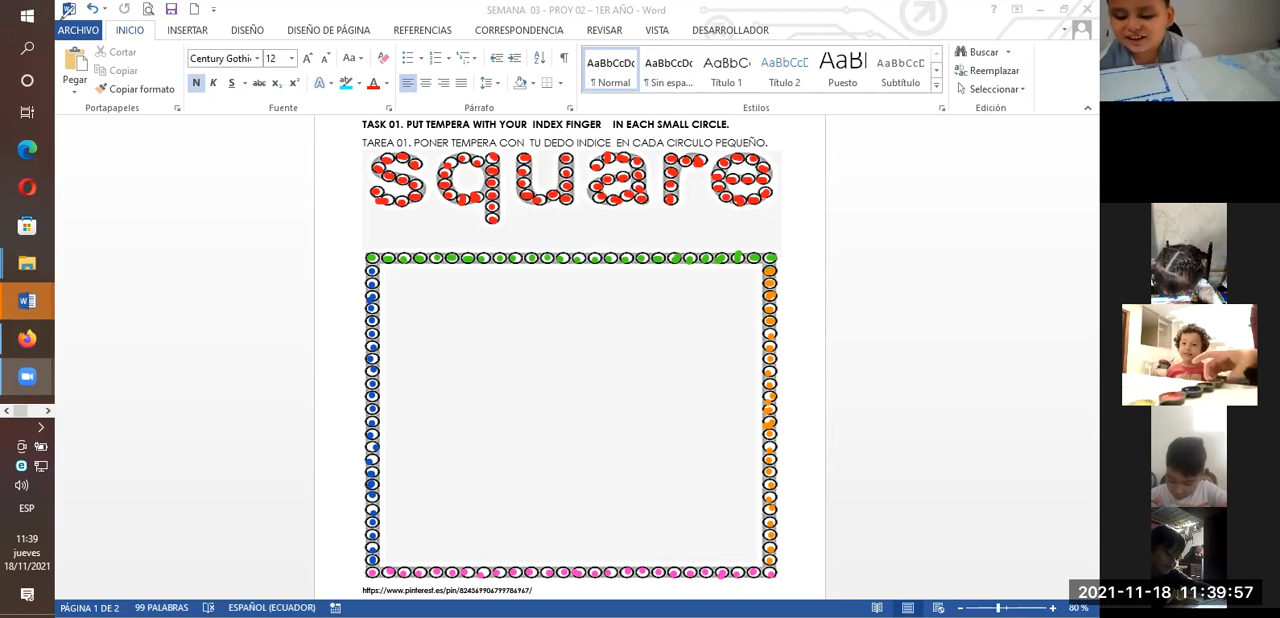 SEMANA 03 - PROY 02 – 1ER AÑO - Word
ARCHIVO INICIO INSERTAR DISEÑO DISEÑO DE PÁGINA REFERENCIAS CORRESPONDENCIA REVISAR VISTA DESARROLLADOR
Pegar
Cortar
Copiar
Copiar formato
Portapapeles
Century Gothi 12
N K S abc x₂ x²
Fuente
Párrafo
AaBbCcDc AaBbCcDc AaBbC AaBbCcD AaBl AaBbCcD
¶ Normal ¶ Sin espa... Título 1 Título 2 Puesto Subtítulo
Estilos
Buscar
Reemplazar
Seleccionar
Edición
TASK 01. PUT TEMPERA WITH YOUR INDEX FINGER IN EACH SMALL CIRCLE.
TAREA 01. PONER TEMPERA CON TU DEDO INDICE EN CADA CIRCULO PEQUEÑO.
square
https://www.pinterest.es/pin/824369906799786967/
PÁGINA 1 DE 2 99 PALABRAS ESPAÑOL (ECUADOR) 80 %
ESP
11:39
jueves
18/11/2021
2021-11-18 11:39:57